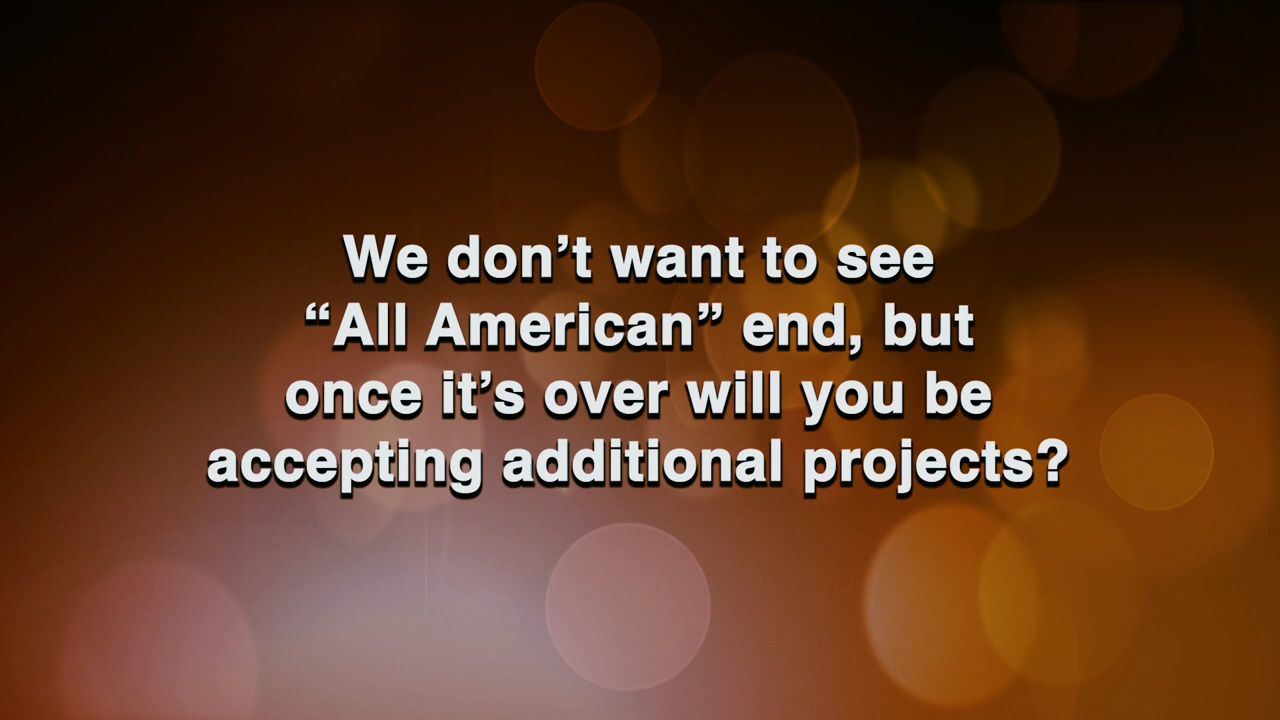 We don’t want to see
“All American” end, but
once it’s over will you be
accepting additional projects?